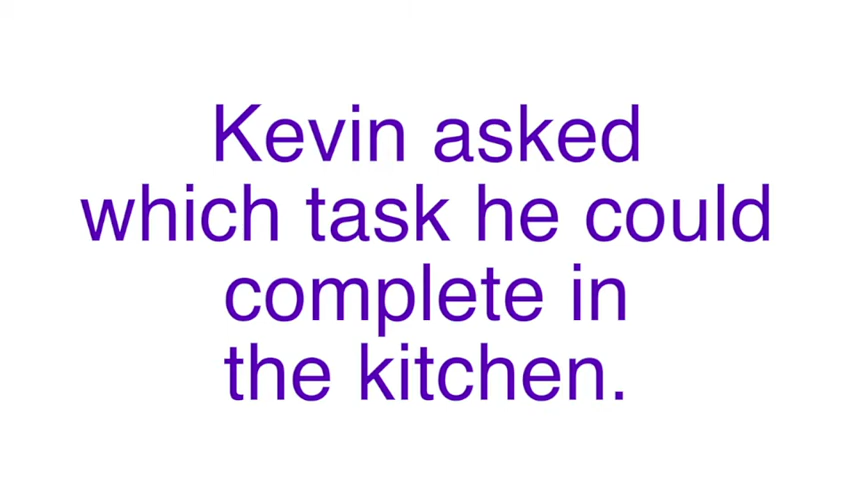 Kevin asked
which task he could
complete in
the kitchen.